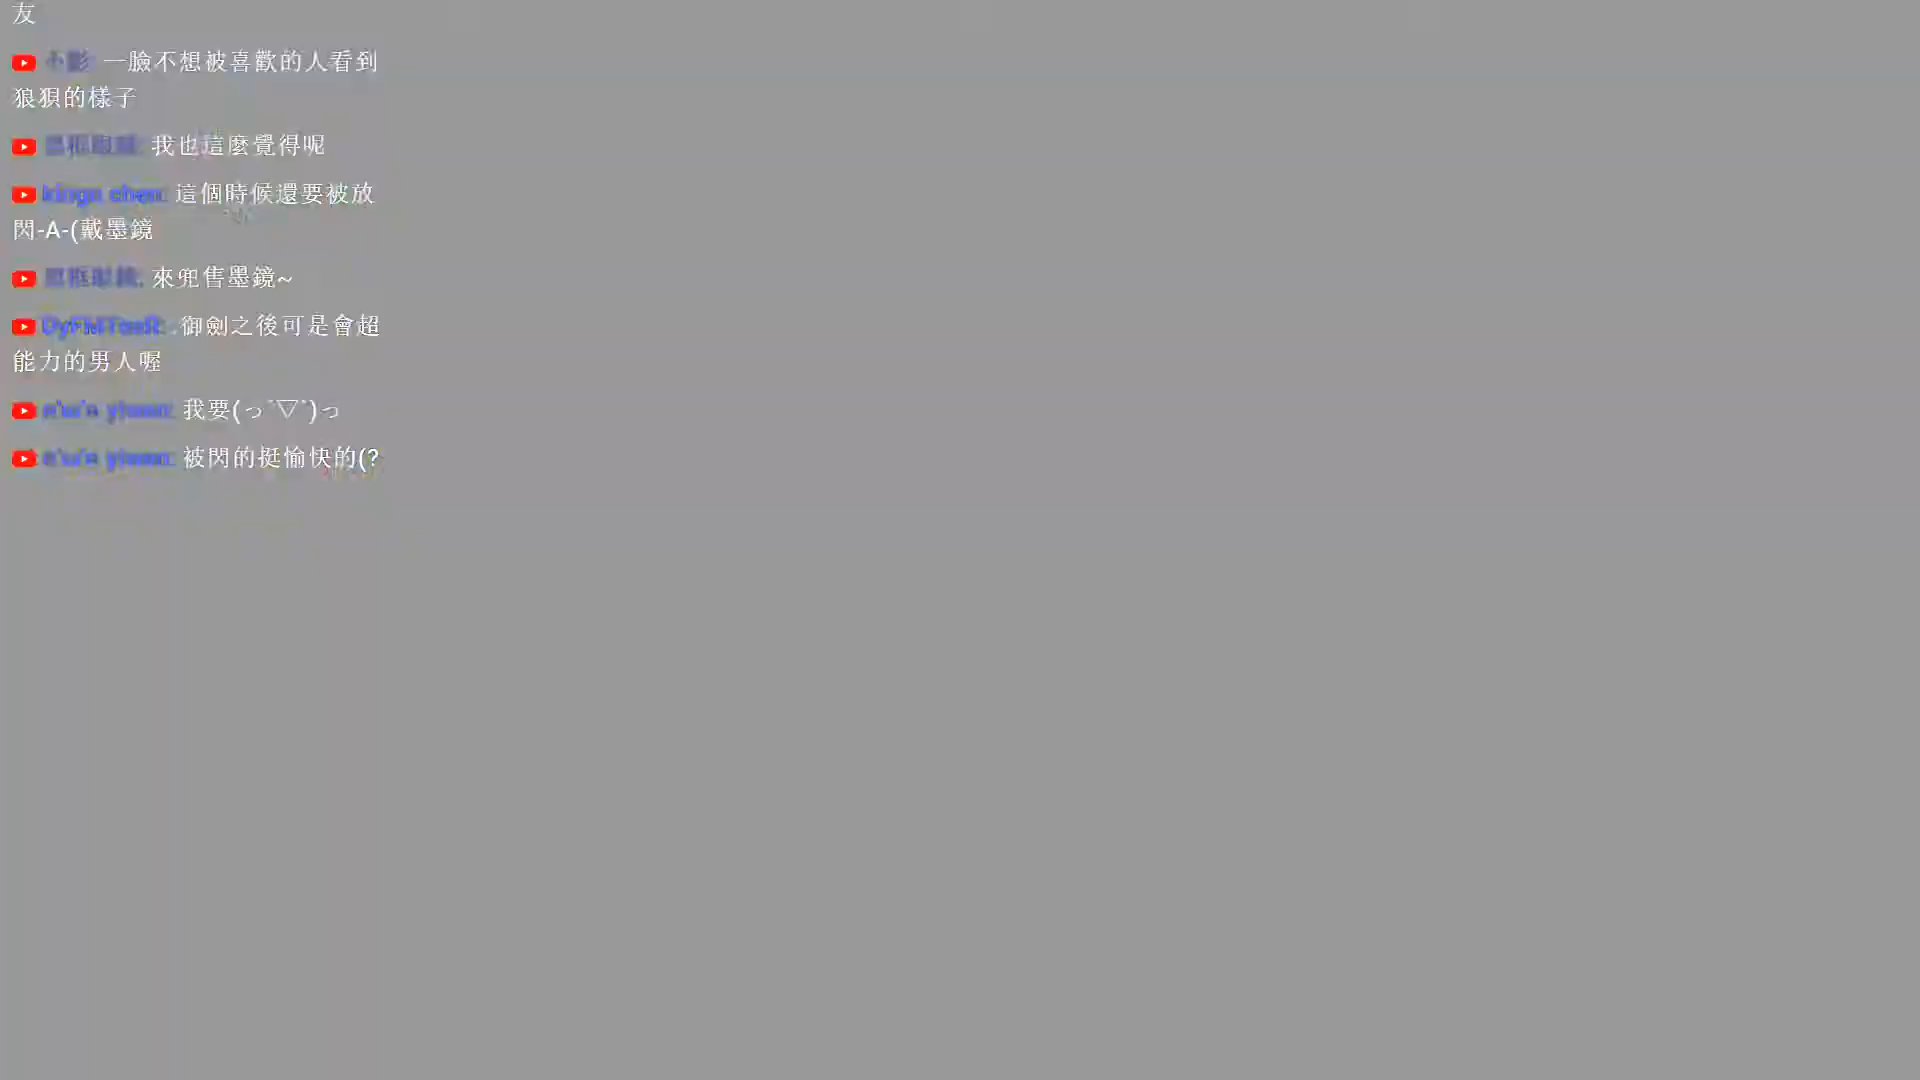 友
一臉不想被喜歡的人看到
狼狽的樣子
我也這麼覺得呢
chen: 這個時候還要被放
閃-A-(戴墨鏡
來兜售墨鏡~
御劍之後可是會超
能力的男人喔
我要(っ´▽`)っ
被閃的挺愉快的(?